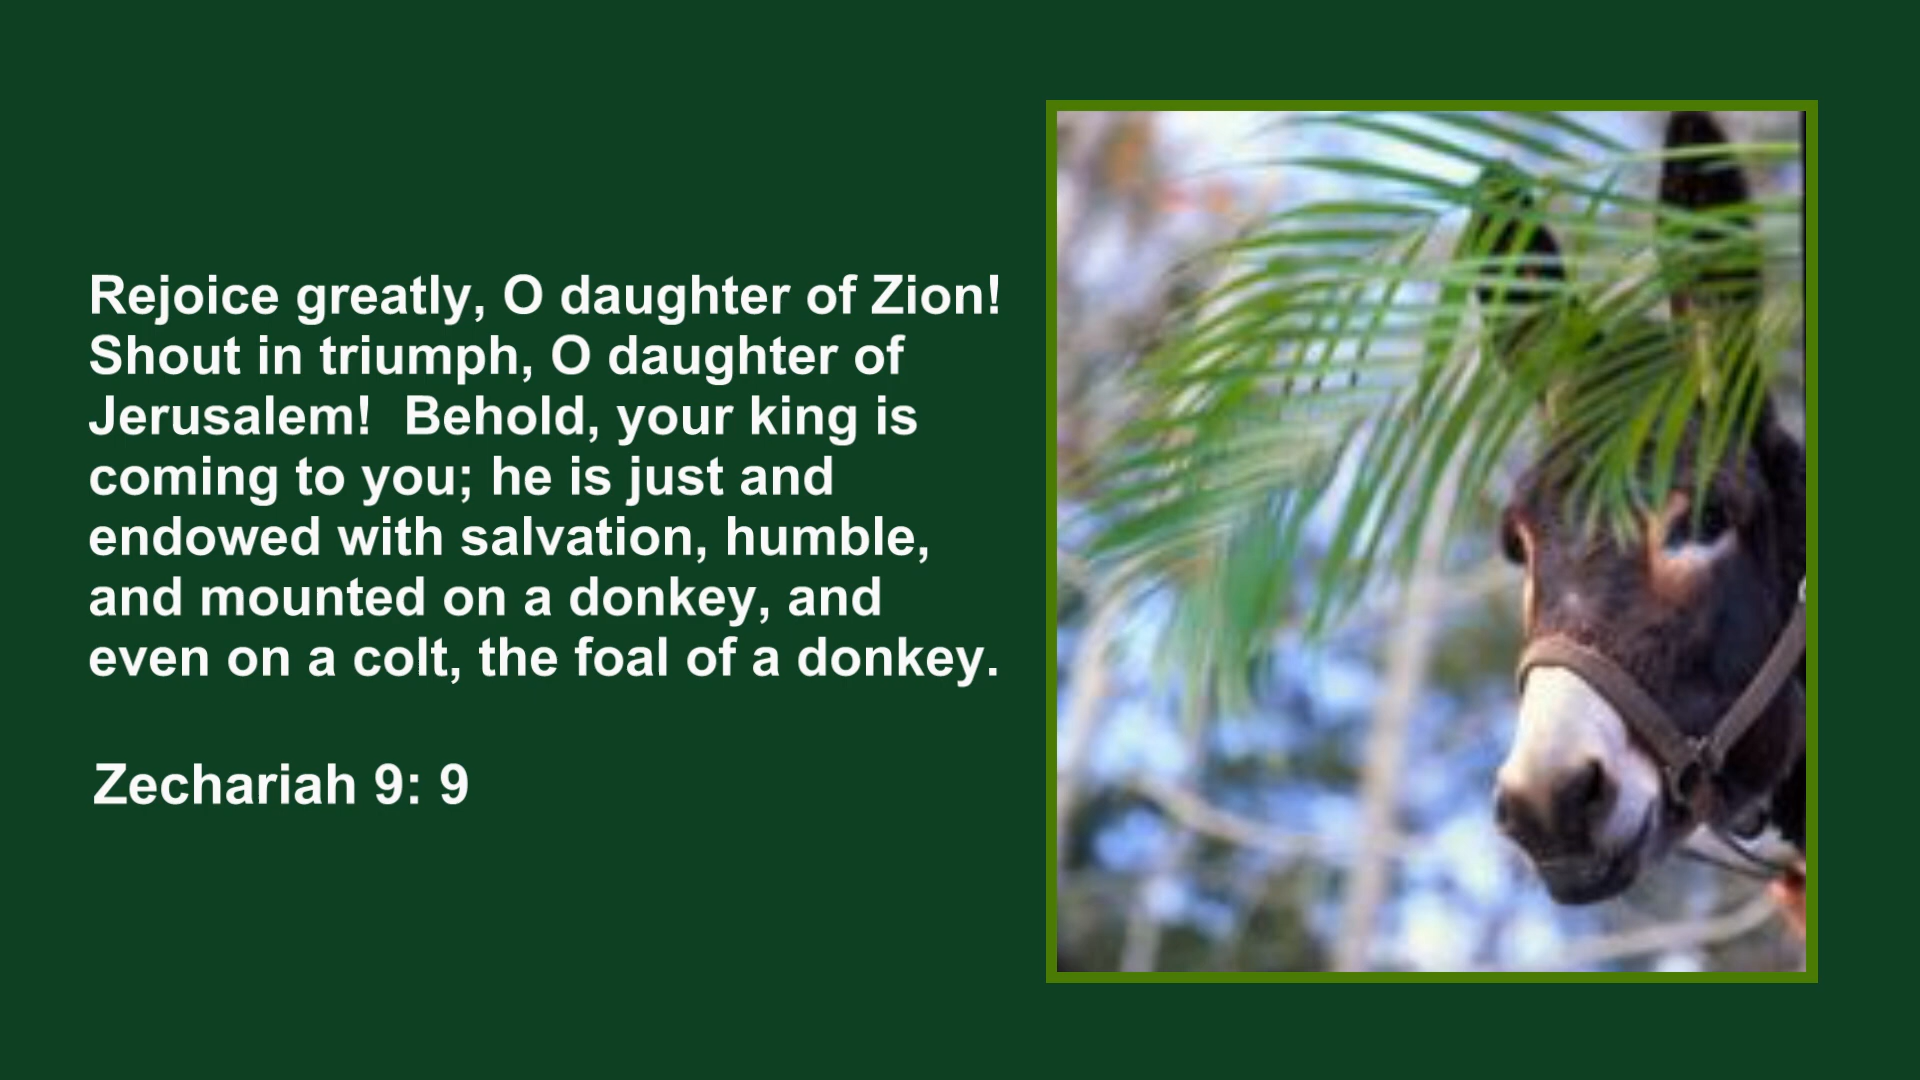 Rejoice greatly, O daughter of Zion!
Shout in triumph, O daughter of
Jerusalem!  Behold, your king is
coming to you; he is just and
endowed with salvation, humble,
and mounted on a donkey, and
even on a colt, the foal of a donkey.
Zechariah 9: 9